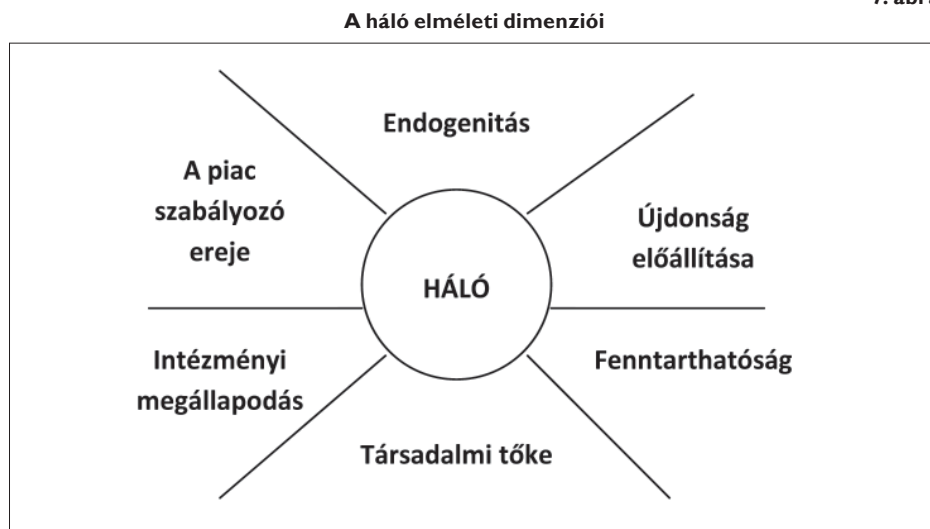 A háló elméleti dimenziói
Endogenitás
A piac
szabályozó
ereje
Újdonság
előállítása
HÁLÓ
Intézményi
megállapodás
Fenntarthatóság
Társadalmi tőke